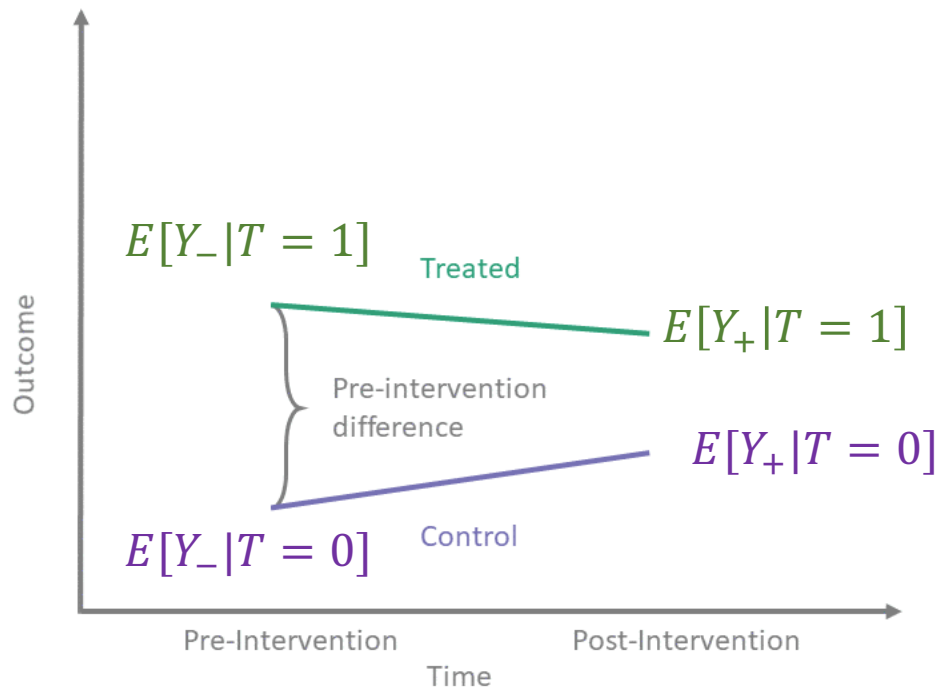 E[Y₋|T = 1]
Treated
E[Y₊|T = 1]
Outcome
Pre-intervention
difference
E[Y₊|T = 0]
Control
E[Y₋|T = 0]
Pre-Intervention
Post-Intervention
Time